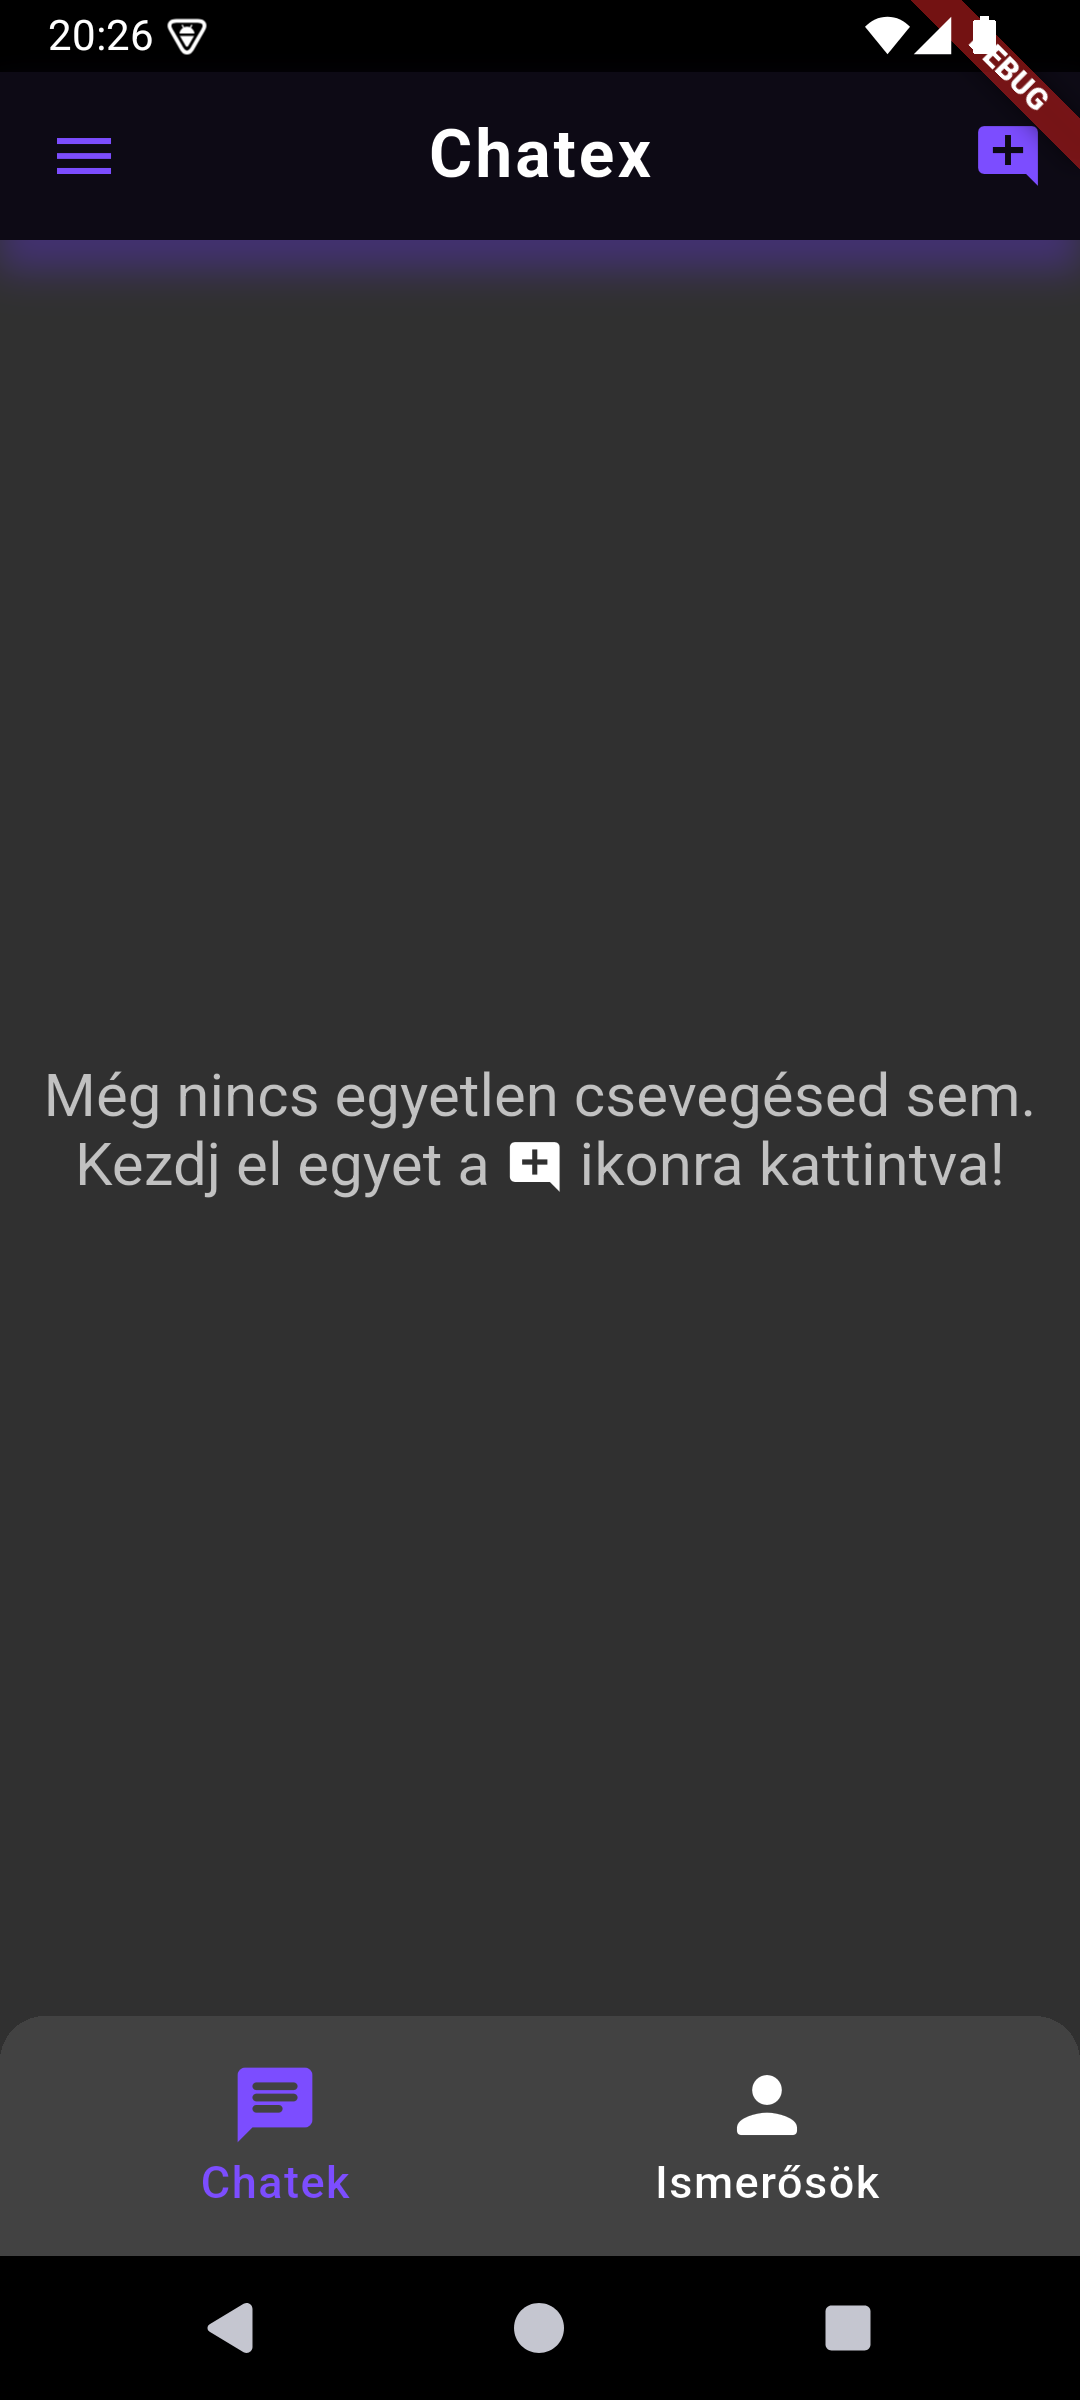 20:26
EBUG
Chatex
Még nincs egyetlen csevegésed sem.
Kezdj el egyet a ikonra kattintva!
Chatek
Ismerősök